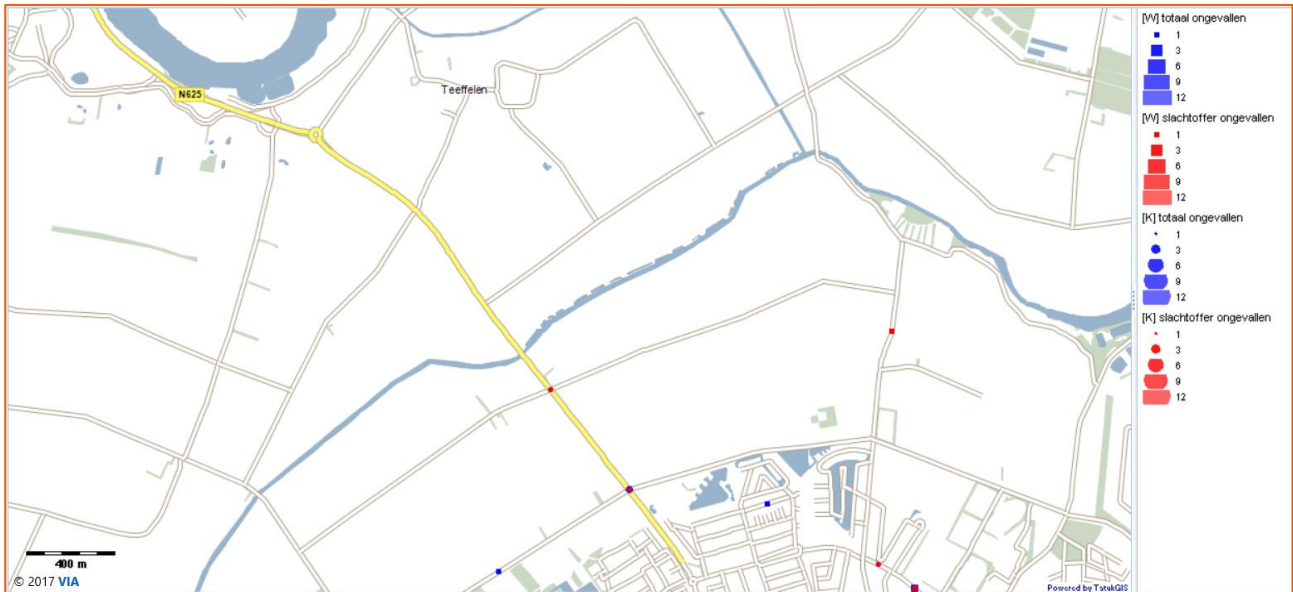 N625
Teeffelen
400 m
© 2017 VIA
Powered by TatukGIS
[W] totaal ongevallen
1
3
6
9
12
[W] slachtoffer ongevallen
1
3
6
9
12
[K] totaal ongevallen
1
3
6
9
12
[K] slachtoffer ongevallen
1
3
6
9
12